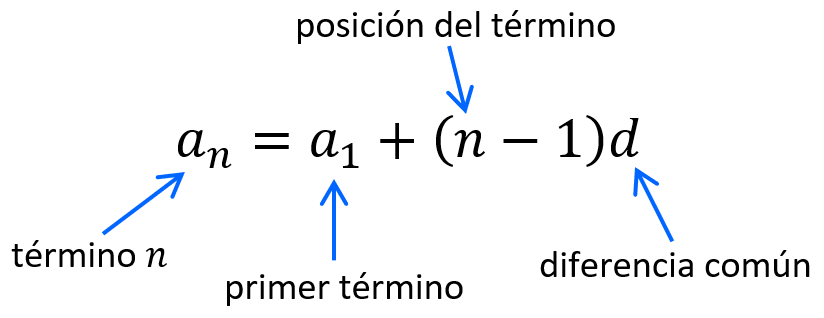 posición del término
aₙ = a₁ + (n − 1)d
término n
primer término
diferencia común